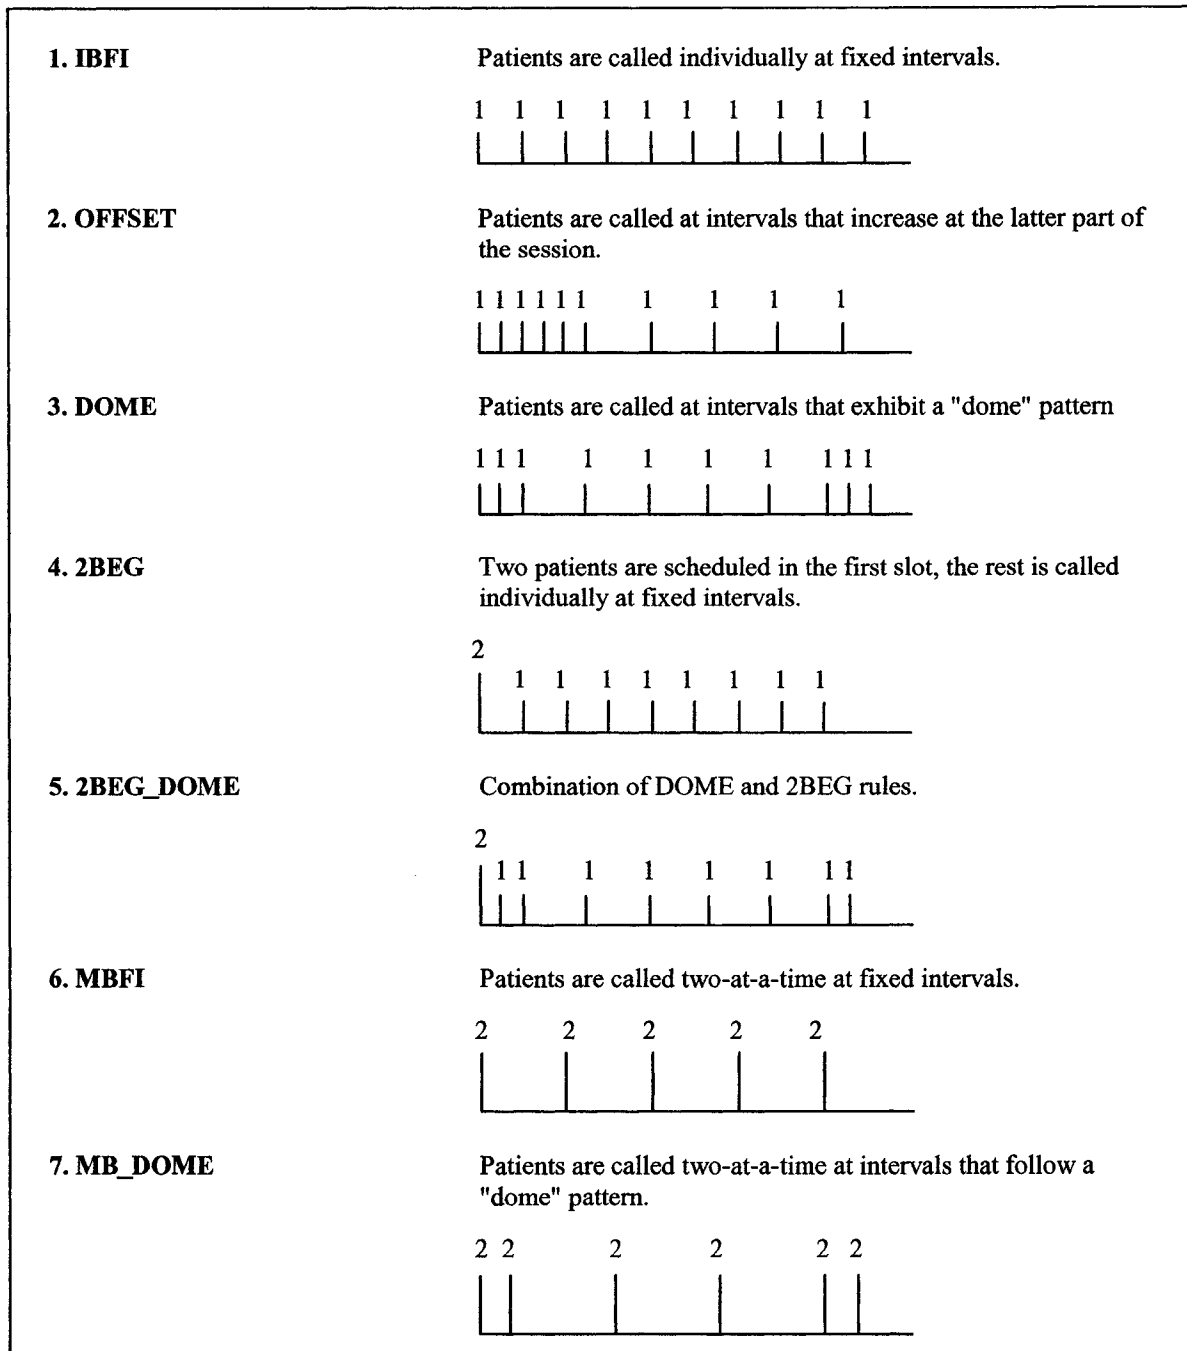 1. IBFI Patients are called individually at fixed intervals.
1 1 1 1 1 1 1 1 1 1
2. OFFSET Patients are called at intervals that increase at the latter part of
the session.
1 1 1 1 1 1 1 1 1 1
3. DOME Patients are called at intervals that exhibit a "dome" pattern
1 1 1 1 1 1 1 1 1 1
4. 2BEG Two patients are scheduled in the first slot, the rest is called
individually at fixed intervals.
2
1 1 1 1 1 1 1 1
5. 2BEG_DOME Combination of DOME and 2BEG rules.
2
1 1 1 1 1 1 1 1
6. MBFI Patients are called two-at-a-time at fixed intervals.
2 2 2 2 2
7. MB_DOME Patients are called two-at-a-time at intervals that follow a
"dome" pattern.
2 2 2 2 2 2